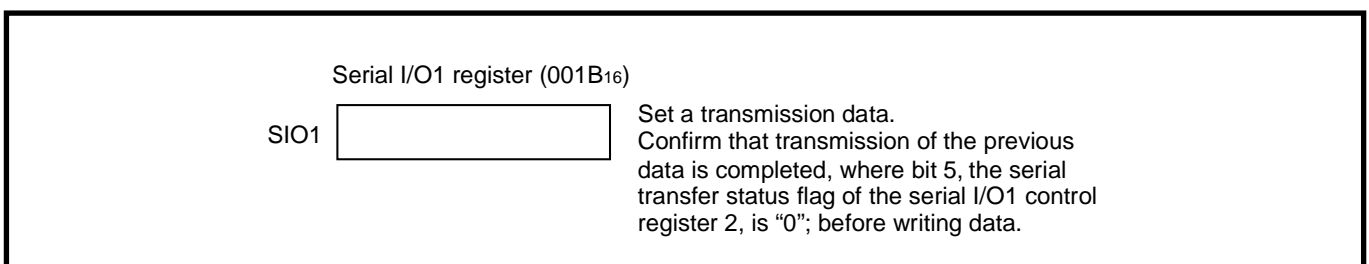 Serial I/O1 register (001B16)
SIO1
Set a transmission data.
Confirm that transmission of the previous
data is completed, where bit 5, the serial
transfer status flag of the serial I/O1 control
register 2, is “0”; before writing data.